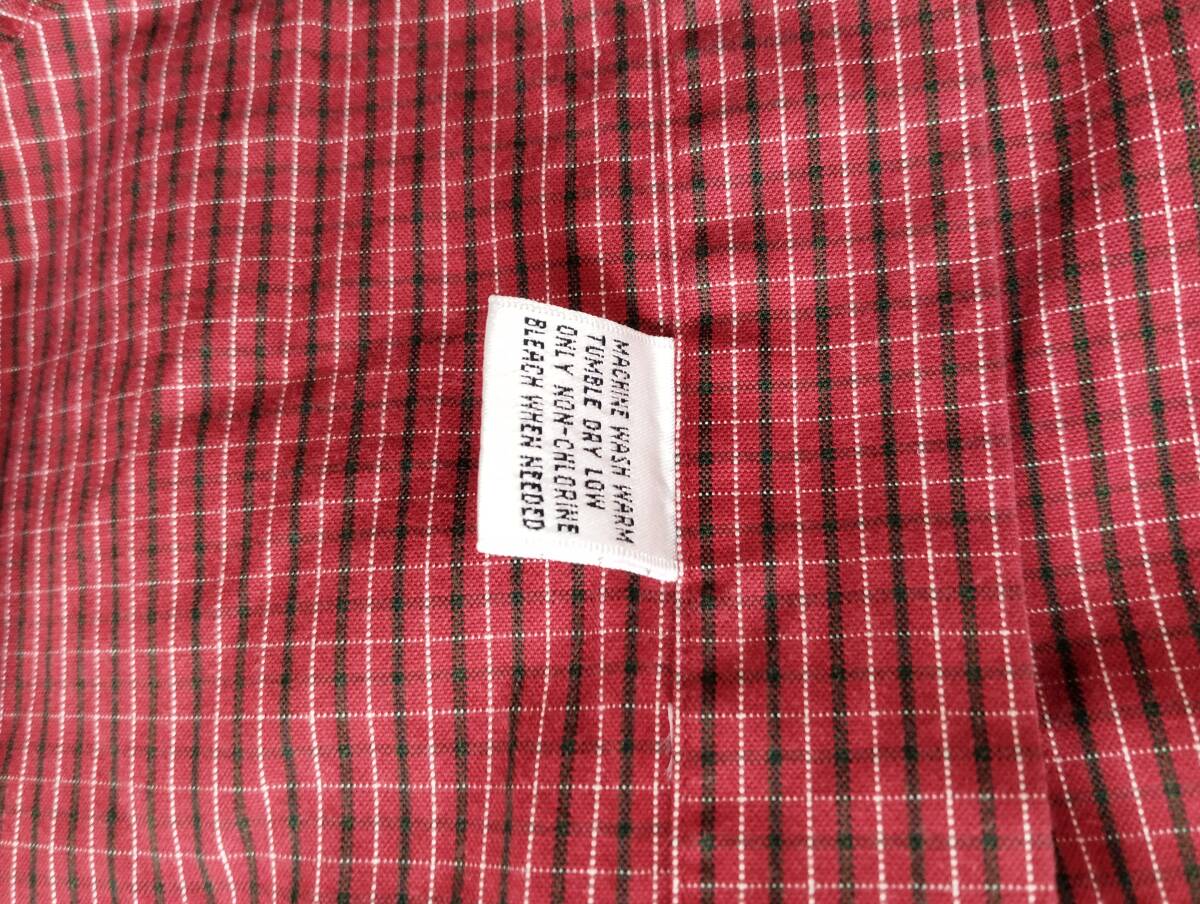 MACHINE WASH WARM
TUMBLE DRY LOW
ONLY NON-CHLORINE
BLEACH WHEN NEEDED